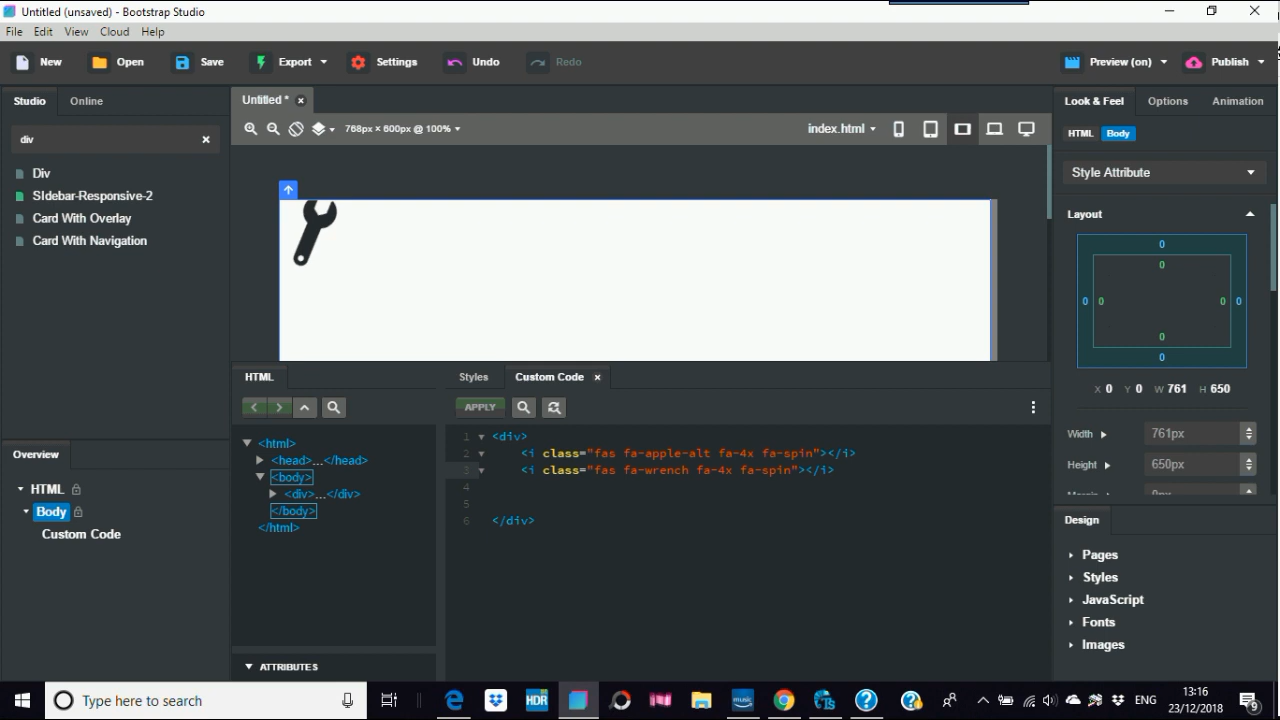 Untitled (unsaved) - Bootstrap Studio
File Edit View Cloud Help
New Open Save Export Settings Undo Redo Preview (on) Publish
Studio Online
Untitled *
Look & Feel Options Animation
div
768px × 600px @ 100%
index.html
HTML Body
Div
SIdebar-Responsive-2
Card With Overlay
Card With Navigation
Style Attribute
Layout
0
0
0 0 0 0
0
0
X 0 Y 0 W 761 H 650
Width 761px
Height 650px
Margin 0px
HTML
Styles Custom Code
APPLY
<html>
<head>...</head>
<body>
<div>...</div>
</body>
</html>
ATTRIBUTES
1 <div>
2 <i class="fas fa-apple-alt fa-4x fa-spin"></i>
3 <i class="fas fa-wrench fa-4x fa-spin"></i>
4
5
6 </div>
Overview
HTML
Body
Custom Code
Design
Pages
Styles
JavaScript
Fonts
Images
Type here to search
HDR
music
ENG
13:16
23/12/2018